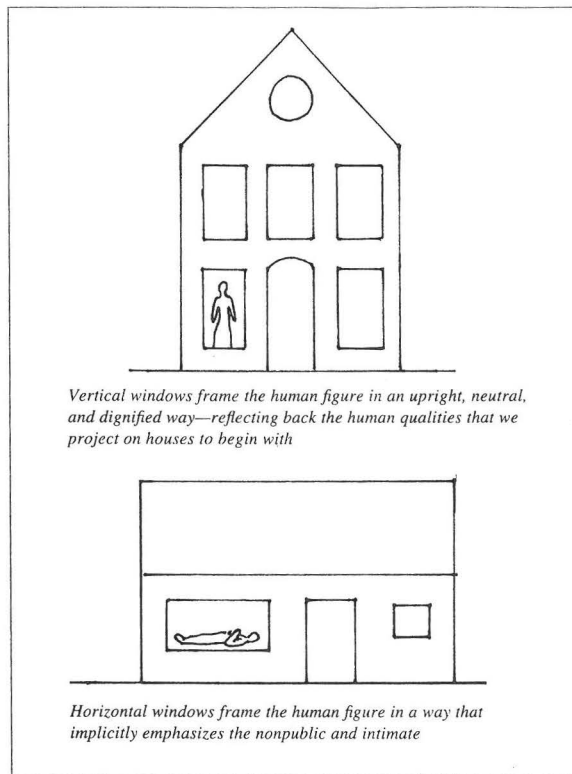 Vertical windows frame the human figure in an upright, neutral,
and dignified way—reflecting back the human qualities that we
project on houses to begin with
Horizontal windows frame the human figure in a way that
implicitly emphasizes the nonpublic and intimate